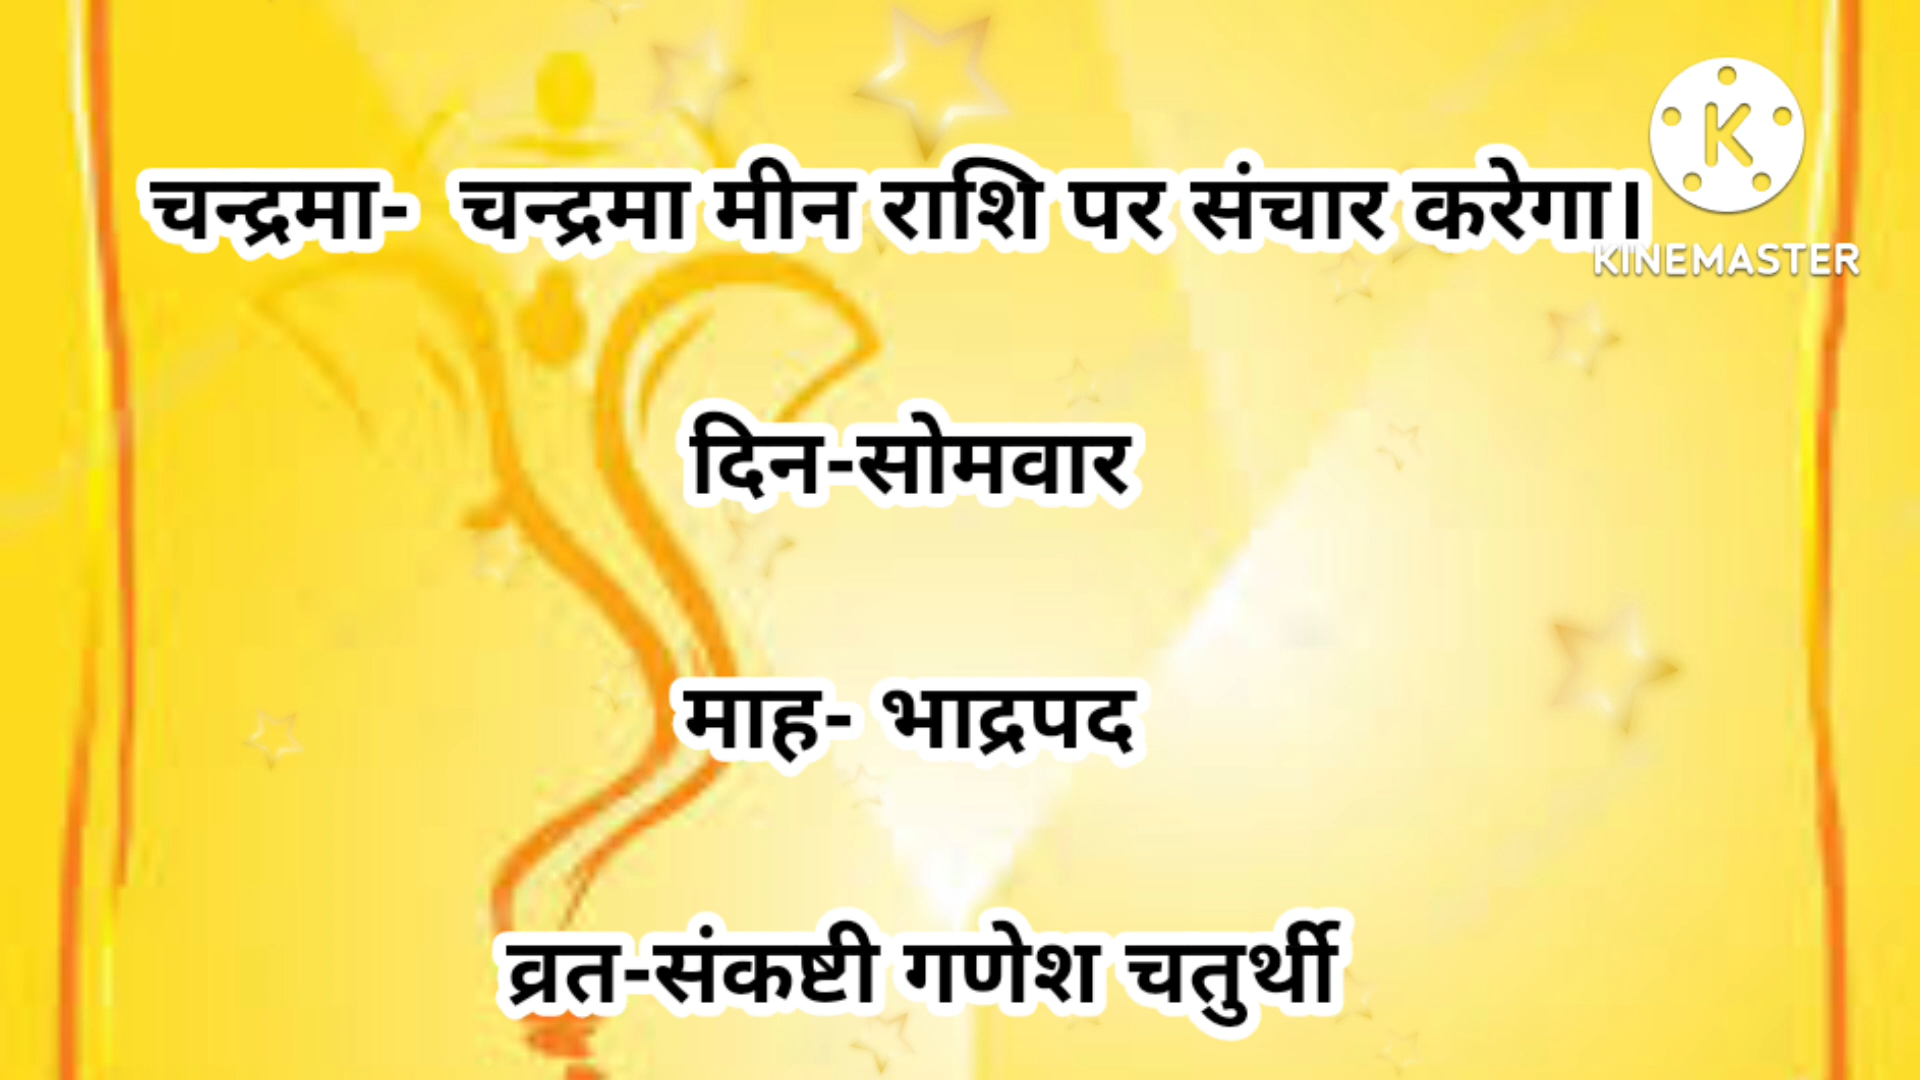 चन्द्रमा- चन्द्रमा मीन राशि पर संचार करेगा।
KINEMASTER
दिन-सोमवार
माह- भाद्रपद
व्रत-संकष्टी गणेश चतुर्थी